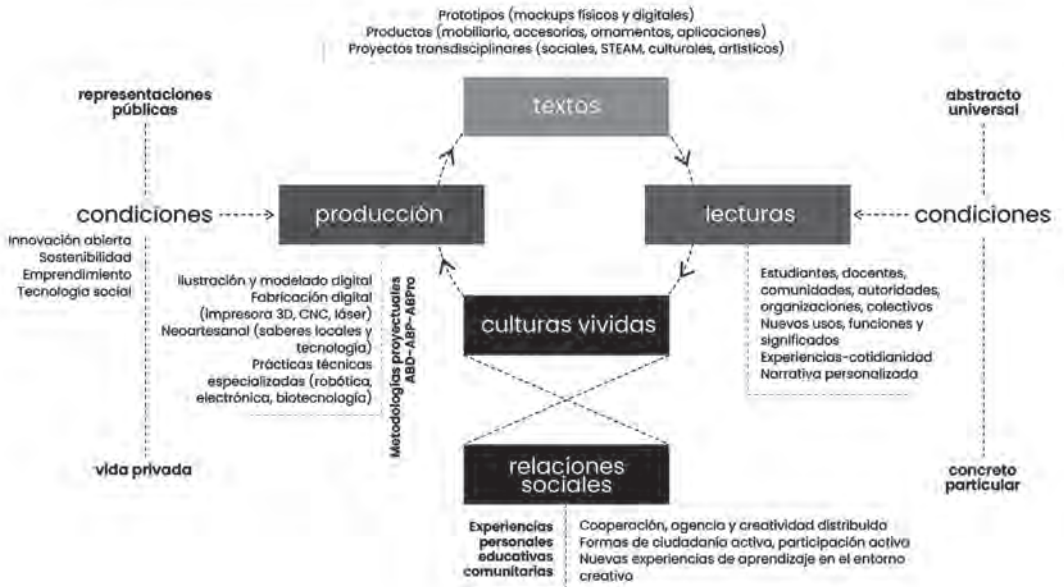 Prototipos (mockups físicos y digitales)
Productos (mobiliario, accesorios, ornamentos, aplicaciones)
Proyectos transdisciplinares (sociales, STEAM, culturales, artísticos)
representaciones
públicas
textos
abstracto
universal
condiciones
producción
lecturas
condiciones
Innovación abierta
Sostenibilidad
Emprendimiento
Tecnología social
Ilustración y modelado digital
Fabricación digital
(impresora 3D, CNC, láser)
Neoartesanal (saberes locales y
tecnología)
Prácticas técnicas
especializadas (robótica,
electrónica, biotecnología)
Metodologías proyectuales
ABD-ABP-ABPro
culturas vividas
Estudiantes, docentes,
comunidades, autoridades,
organizaciones, colectivos
Nuevos usos, funciones y
significados
Experiencias-cotidianidad
Narrativa personalizada
vida privada
relaciones
sociales
concreto
particular
Experiencias
personales
educativas
comunitarias
Cooperación, agencia y creatividad distribuida
Formas de ciudadanía activa, participación activa
Nuevas experiencias de aprendizaje en el entorno
creativo